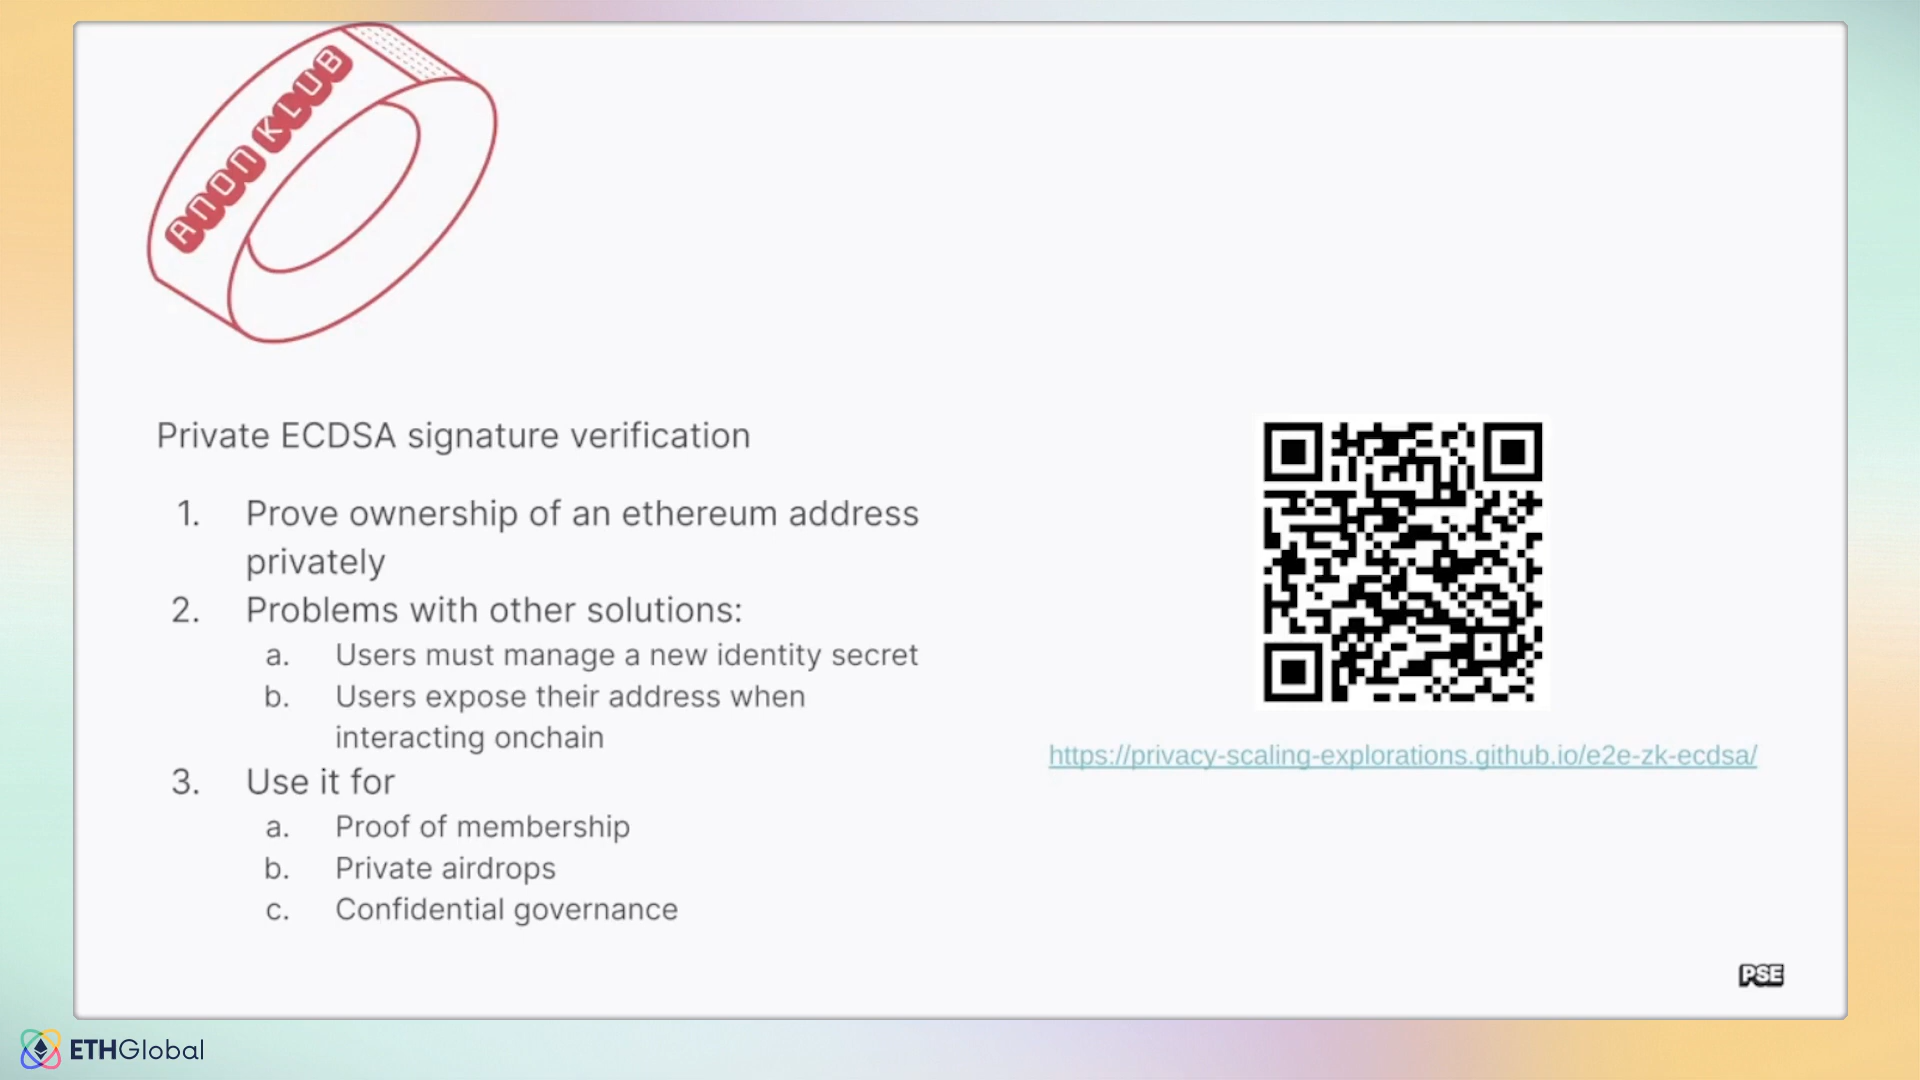 ANON KLUB
Private ECDSA signature verification
1. Prove ownership of an ethereum address
privately
2. Problems with other solutions:
a. Users must manage a new identity secret
b. Users expose their address when
interacting onchain
3. Use it for
a. Proof of membership
b. Private airdrops
c. Confidential governance
https://privacy-scaling-explorations.github.io/e2e-zk-ecdsa/
PSE
ETHGlobal